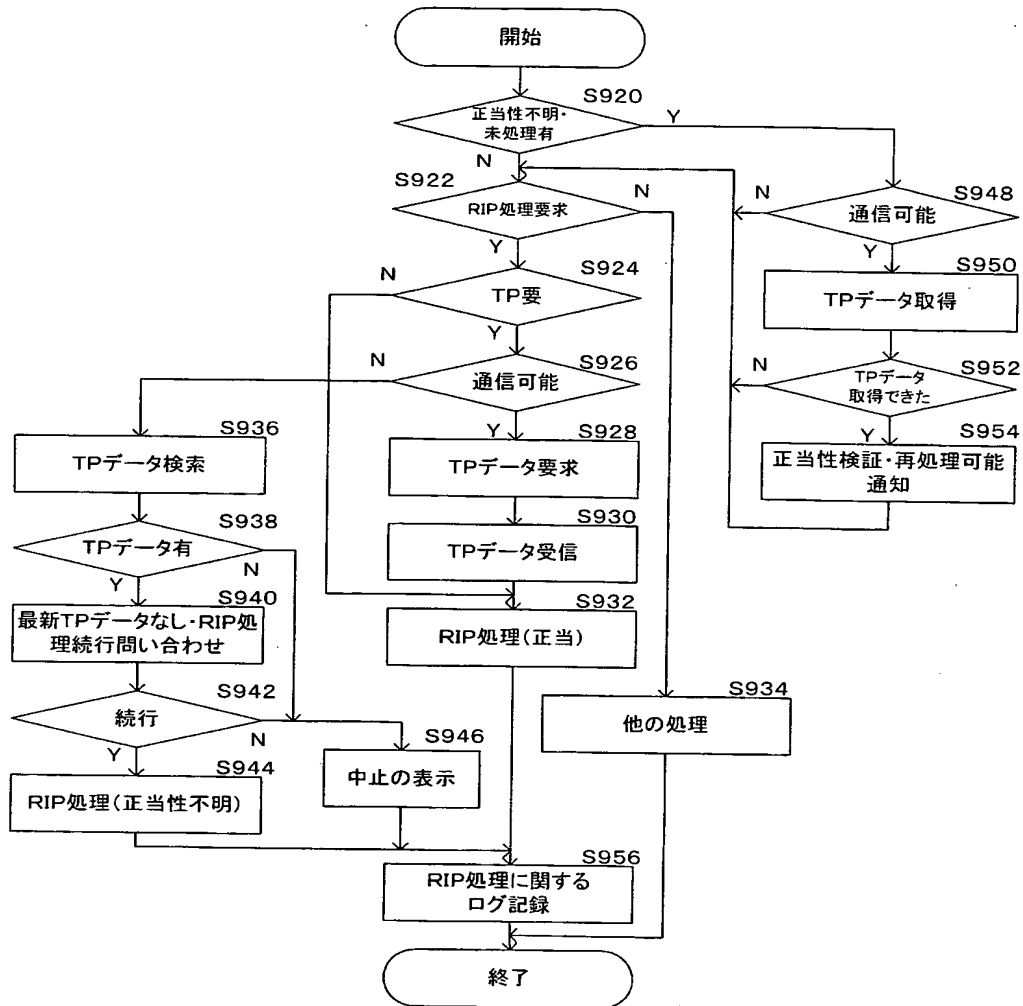 開始
S920
正当性不明・
未処理有
Y
N
S922
RIP処理要求
N
Y
S948
通信可能
N
Y
S924
TP要
N
Y
S950
TPデータ取得
S926
通信可能
N
Y
S952
TPデータ
取得できた
N
Y
S936
TPデータ検索
S928
TPデータ要求
S954
正当性検証・再処理可能
通知
S938
TPデータ有
Y
N
S930
TPデータ受信
S940
最新TPデータなし・RIP処
理続行問い合わせ
S932
RIP処理(正当)
S942
続行
Y
N
S934
他の処理
S944
RIP処理(正当性不明)
S946
中止の表示
S956
RIP処理に関する
ログ記録
終了